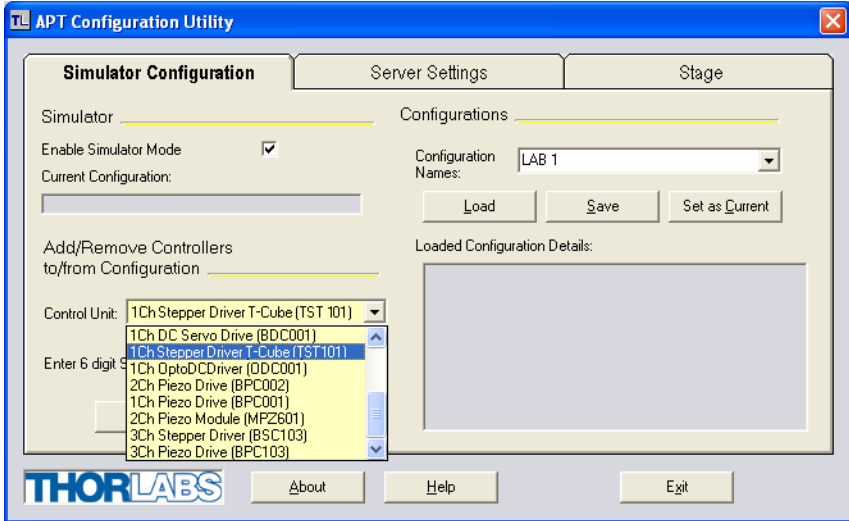 TL APT Configuration Utility
Simulator Configuration
Server Settings
Stage
Simulator
Enable Simulator Mode
Current Configuration:
Configurations
Configuration Names:
LAB 1
Load
Save
Set as Current
Loaded Configuration Details:
Add/Remove Controllers
to/from Configuration
Control Unit:
1Ch Stepper Driver T-Cube (TST 101)
1Ch DC Servo Drive (BDC001)
1Ch Stepper Driver T-Cube (TST101)
1Ch OptoDCDriver (ODC001)
2Ch Piezo Drive (BPC002)
1Ch Piezo Drive (BPC001)
2Ch Piezo Module (MPZ601)
3Ch Stepper Driver (BSC103)
3Ch Piezo Drive (BPC103)
Enter 6 digit S
THORLABS
About
Help
Exit